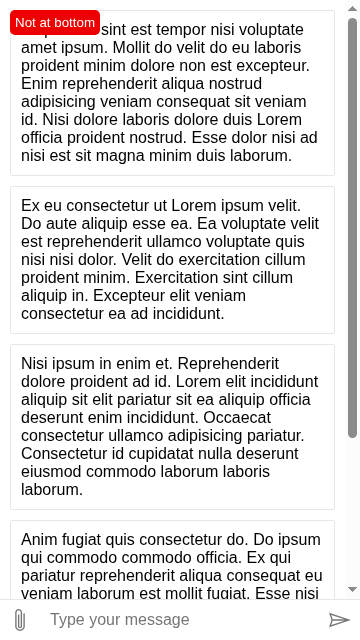 Not at bottom
sint est tempor nisi voluptate
amet ipsum. Mollit do velit do eu laboris
proident minim dolore non est excepteur.
Enim reprehenderit aliqua nostrud
adipisicing veniam consequat sit veniam
id. Nisi dolore laboris dolore duis Lorem
officia proident nostrud. Esse dolor nisi ad
nisi est sit magna minim duis laborum.
Ex eu consectetur ut Lorem ipsum velit.
Do aute aliquip esse ea. Ea voluptate velit
est reprehenderit ullamco voluptate quis
nisi nisi dolor. Velit do exercitation cillum
proident minim. Exercitation sint cillum
aliquip in. Excepteur elit veniam
consectetur ea ad incididunt.
Nisi ipsum in enim et. Reprehenderit
dolore proident ad id. Lorem elit incididunt
aliquip sit elit pariatur sit ea aliquip officia
deserunt enim incididunt. Occaecat
consectetur ullamco adipisicing pariatur.
Consectetur id cupidatat nulla deserunt
eiusmod commodo laborum laboris
laborum.
Anim fugiat quis consectetur do. Do ipsum
qui commodo commodo officia. Ex qui
pariatur reprehenderit aliqua consequat eu
veniam laborum est mollit fugiat. Esse nisi
Type your message